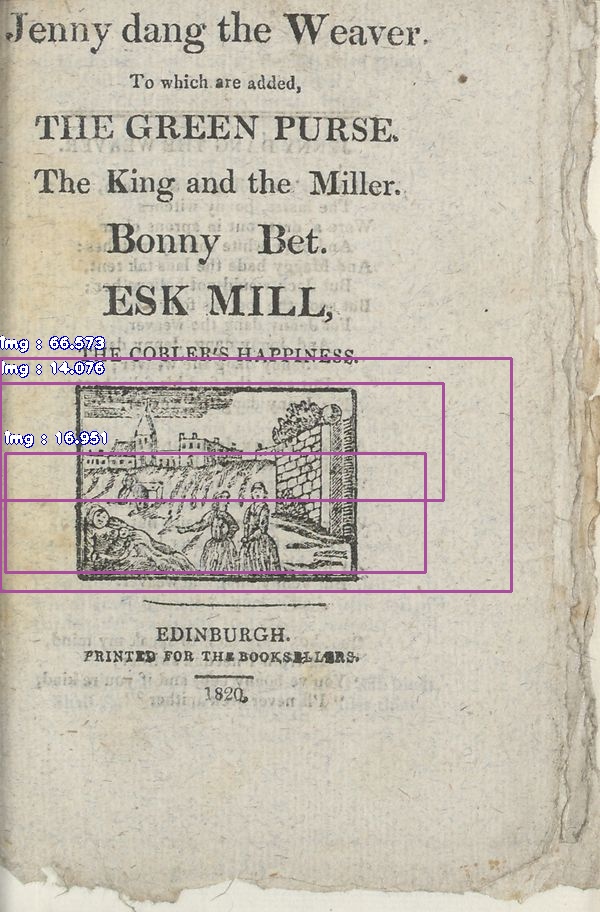 Jenny dang the Weaver.
To which are added,
THE GREEN PURSE.
The King and the Miller.
Bonny Bet.
ESK MILL,
Img : 66.573
THE COBLER'S HAPPINESS.
Img : 14.076
Img : 16.951
EDINBURGH.
PRINTED FOR THE BOOKSELLERS.
1820.